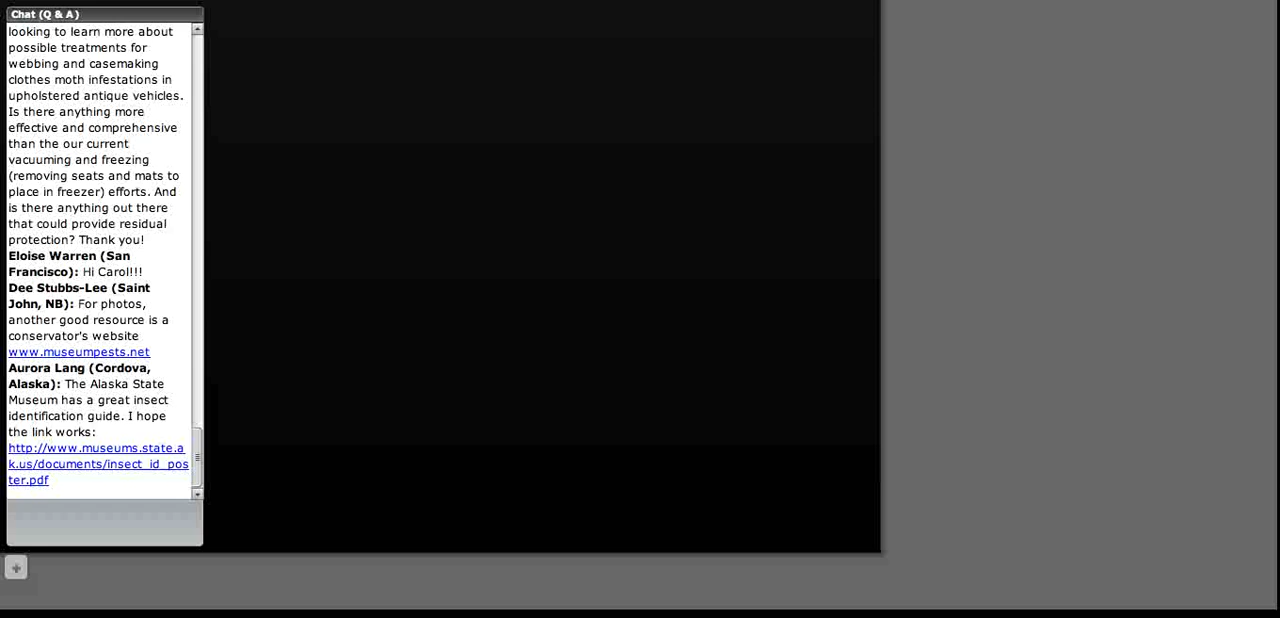 Chat (Q & A)
looking to learn more about
possible treatments for
webbing and casemaking
clothes moth infestations in
upholstered antique vehicles.
Is there anything more
effective and comprehensive
than the our current
vacuuming and freezing
(removing seats and mats to
place in freezer) efforts. And
is there anything out there
that could provide residual
protection? Thank you!
Eloise Warren (San
Francisco): Hi Carol!!!
Dee Stubbs-Lee (Saint
John, NB): For photos,
another good resource is a
conservator's website
www.museumpests.net
Aurora Lang (Cordova,
Alaska): The Alaska State
Museum has a great insect
identification guide. I hope
the link works:
http://www.museums.state.a
k.us/documents/insect_id_pos
ter.pdf